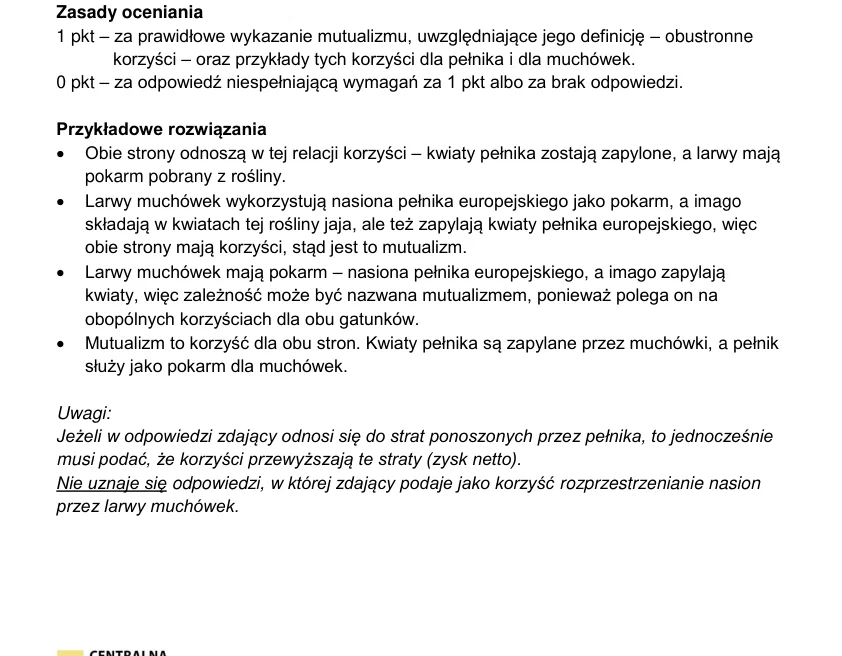 Zasady oceniania
1 pkt – za prawidłowe wykazanie mutualizmu, uwzględniające jego definicję – obustronne
korzyści – oraz przykłady tych korzyści dla pełnika i dla muchówek.
0 pkt – za odpowiedź niespełniającą wymagań za 1 pkt albo za brak odpowiedzi.
Przykładowe rozwiązania
• Obie strony odnoszą w tej relacji korzyści – kwiaty pełnika zostają zapylone, a larwy mają
pokarm pobrany z rośliny.
• Larwy muchówek wykorzystują nasiona pełnika europejskiego jako pokarm, a imago
składają w kwiatach tej rośliny jaja, ale też zapylają kwiaty pełnika europejskiego, więc
obie strony mają korzyści, stąd jest to mutualizm.
• Larwy muchówek mają pokarm – nasiona pełnika europejskiego, a imago zapylają
kwiaty, więc zależność może być nazwana mutualizmem, ponieważ polega on na
obopólnych korzyściach dla obu gatunków.
• Mutualizm to korzyść dla obu stron. Kwiaty pełnika są zapylane przez muchówki, a pełnik
służy jako pokarm dla muchówek.
Uwagi:
Jeżeli w odpowiedzi zdający odnosi się do strat ponoszonych przez pełnika, to jednocześnie
musi podać, że korzyści przewyższają te straty (zysk netto).
Nie uznaje się odpowiedzi, w której zdający podaje jako korzyść rozprzestrzenianie nasion
przez larwy muchówek.
CENTRALNA